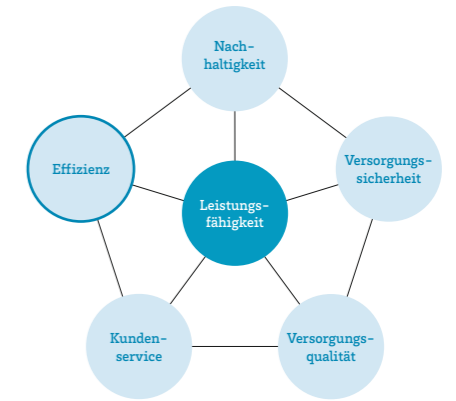 Nach-
haltigkeit
Effizienz
Versorgungs-
sicherheit
Leistungs-
fähigkeit
Kunden-
service
Versorgungs-
qualität